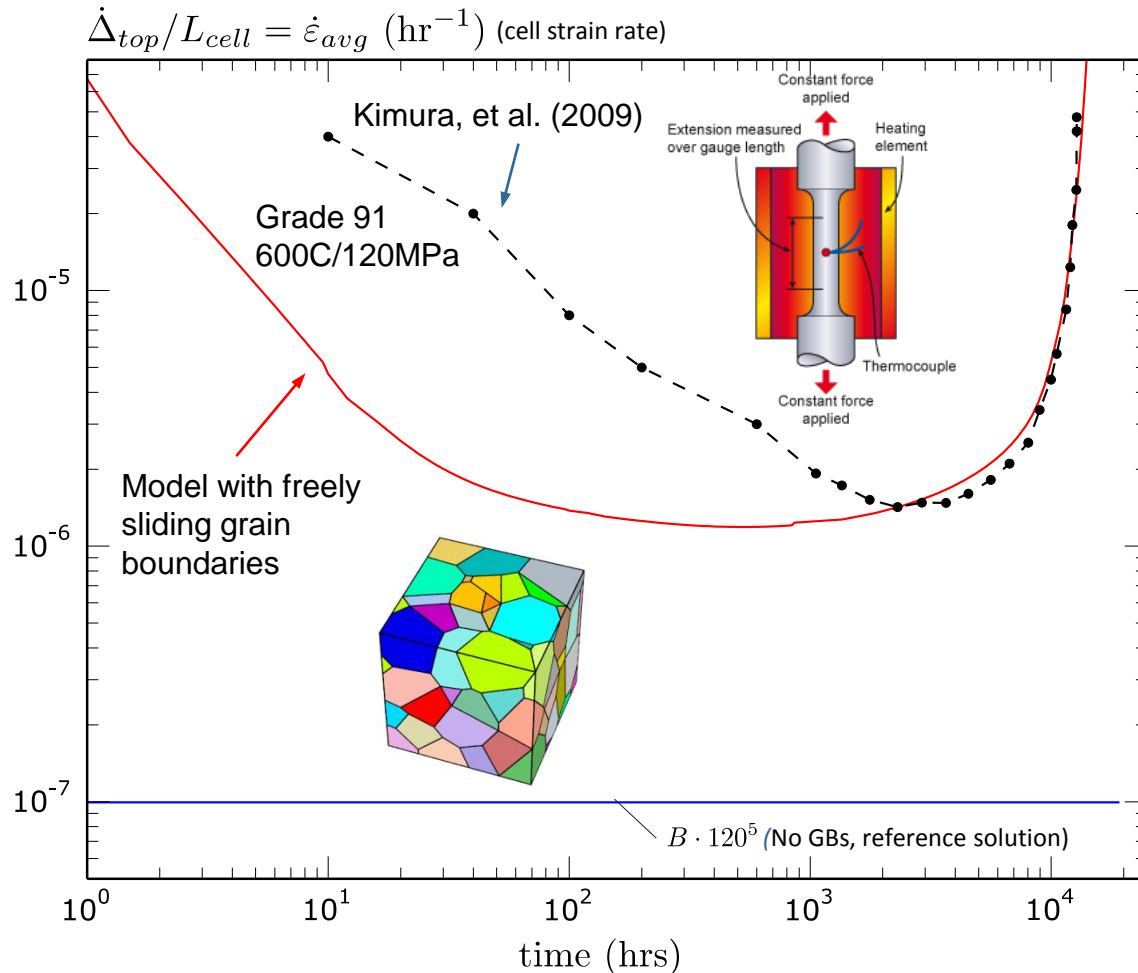 Δ̇_top/L_cell = ε̇_avg (hr⁻¹) (cell strain rate)
Kimura, et al. (2009)
Grade 91
600C/120MPa
Constant force
applied
Extension measured
over gauge length
Heating
element
Thermocouple
Constant force
applied
10⁻⁵
Model with freely
sliding grain
boundaries
10⁻⁶
10⁻⁷
B · 120⁵ (No GBs, reference solution)
10⁰ 10¹ 10² 10³ 10⁴
time (hrs)